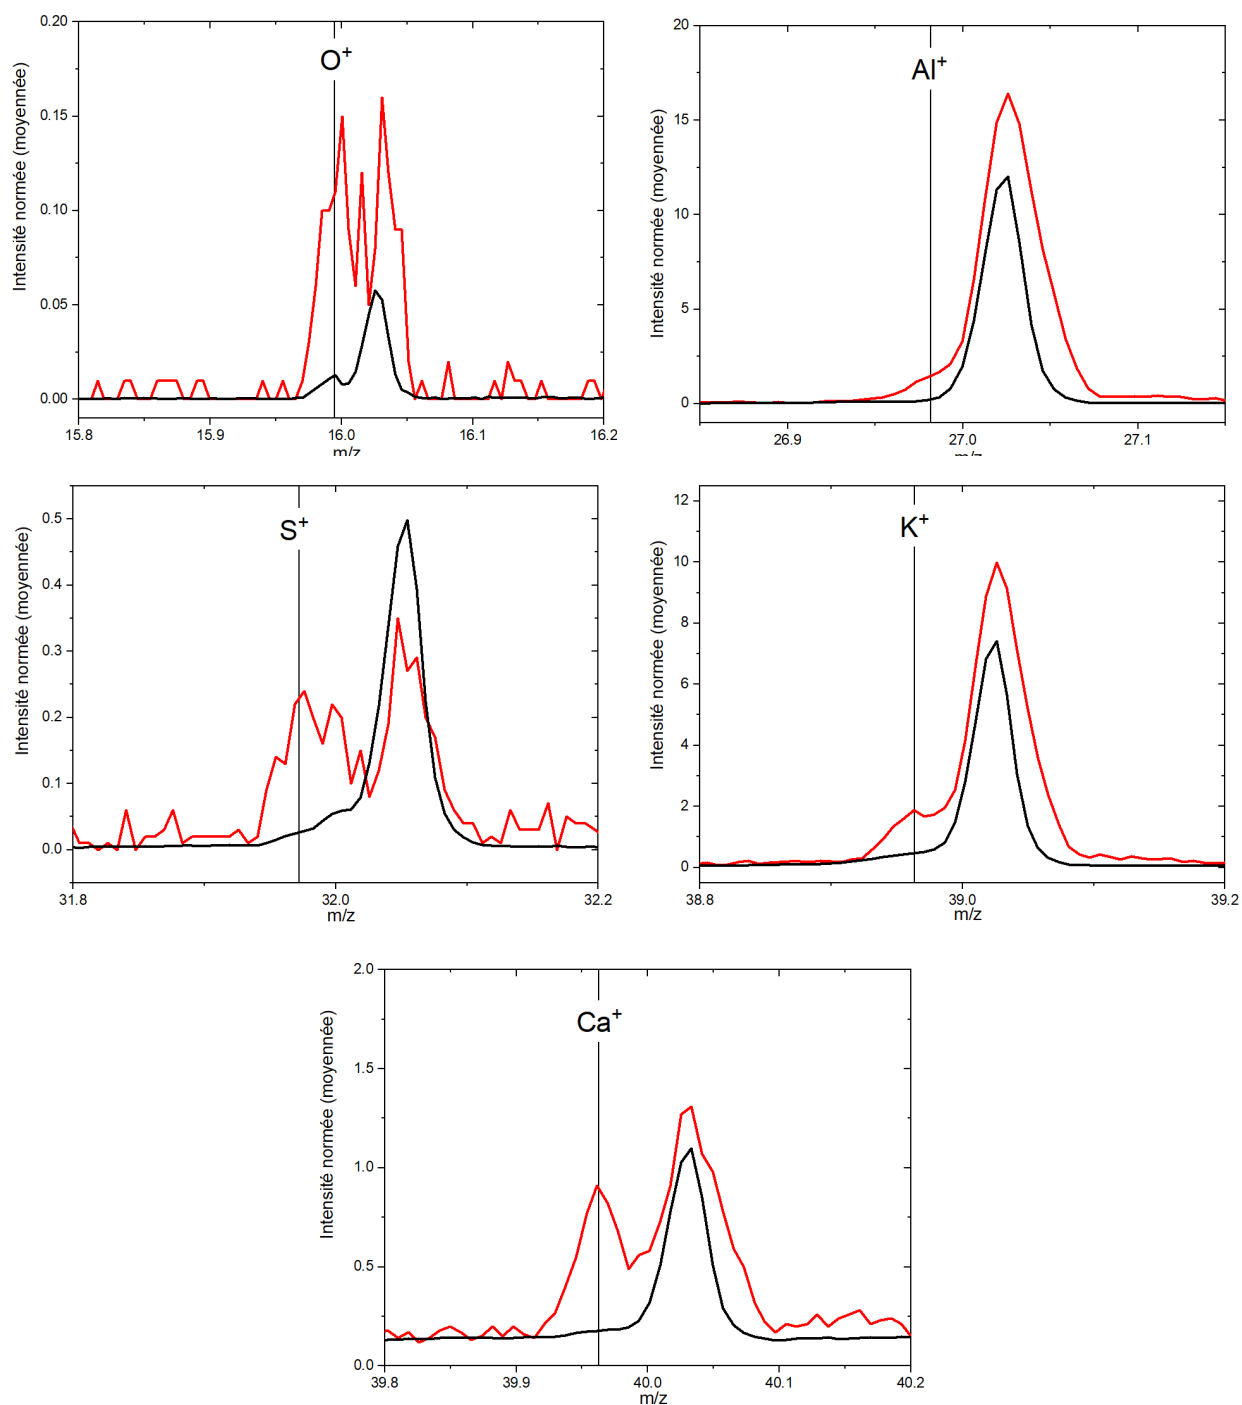 0.20
0.15
0.10
0.05
0.00
O⁺
Intensité normée (moyennée)
15.8 15.9 16.0 16.1 16.2
m/z
20
15
10
5
0
Al⁺
Intensité normée (moyennée)
26.9 27.0 27.1
m/z
0.5
0.4
0.3
0.2
0.1
0.0
S⁺
Intensité normée (moyennée)
31.8 32.0 32.2
m/z
12
10
8
6
4
2
0
K⁺
Intensité normée (moyennée)
38.8 39.0 39.2
m/z
2.0
1.5
1.0
0.5
0.0
Ca⁺
Intensité normée (moyennée)
39.8 39.9 40.0 40.1 40.2
m/z